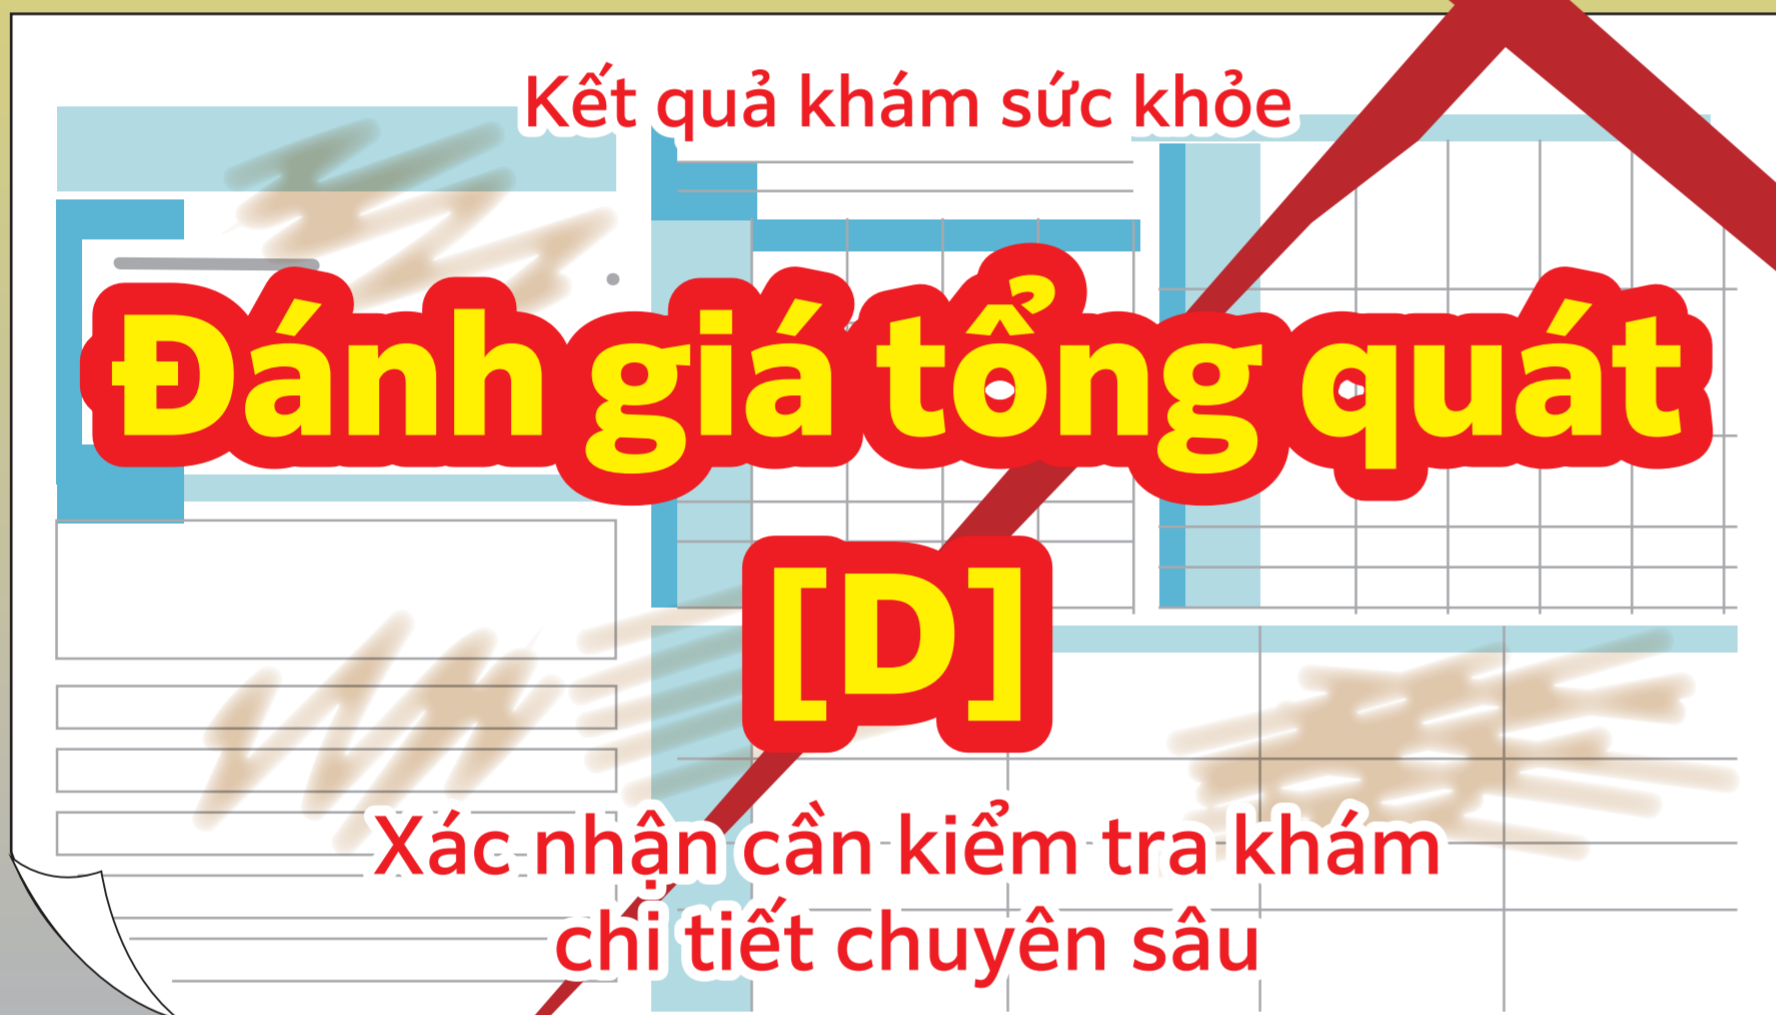 Kết quả khám sức khỏe
Đánh giá tổng quát
[D]
Xác nhận cần kiểm tra khám
chi tiết chuyên sâu